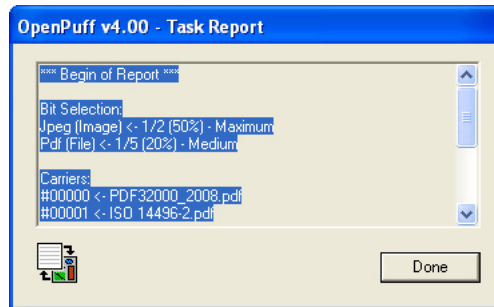 OpenPuff v4.00 - Task Report
*** Begin of Report ***
Bit Selection:
Jpeg (Image) <- 1/2 (50%) - Maximum
Pdf (File) <- 1/5 (20%) - Medium
Carriers:
#00000 <- PDF32000_2008.pdf
#00001 <- ISO 14496-2.pdf
Done